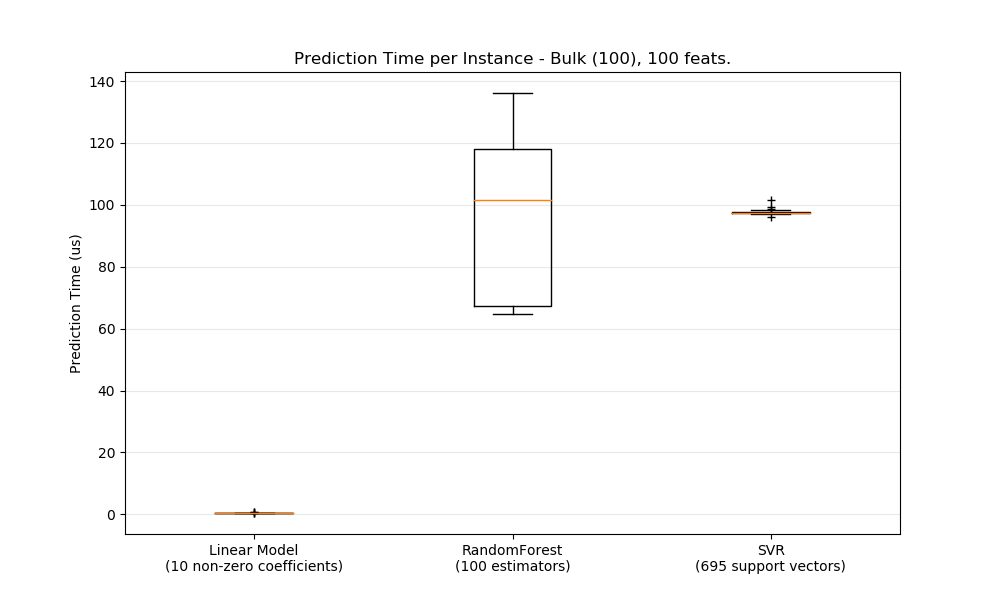 Prediction Time per Instance - Bulk (100), 100 feats.
140
120
100
80
60
40
20
0
Prediction Time (us)
Linear Model
(10 non-zero coefficients)
RandomForest
(100 estimators)
SVR
(695 support vectors)